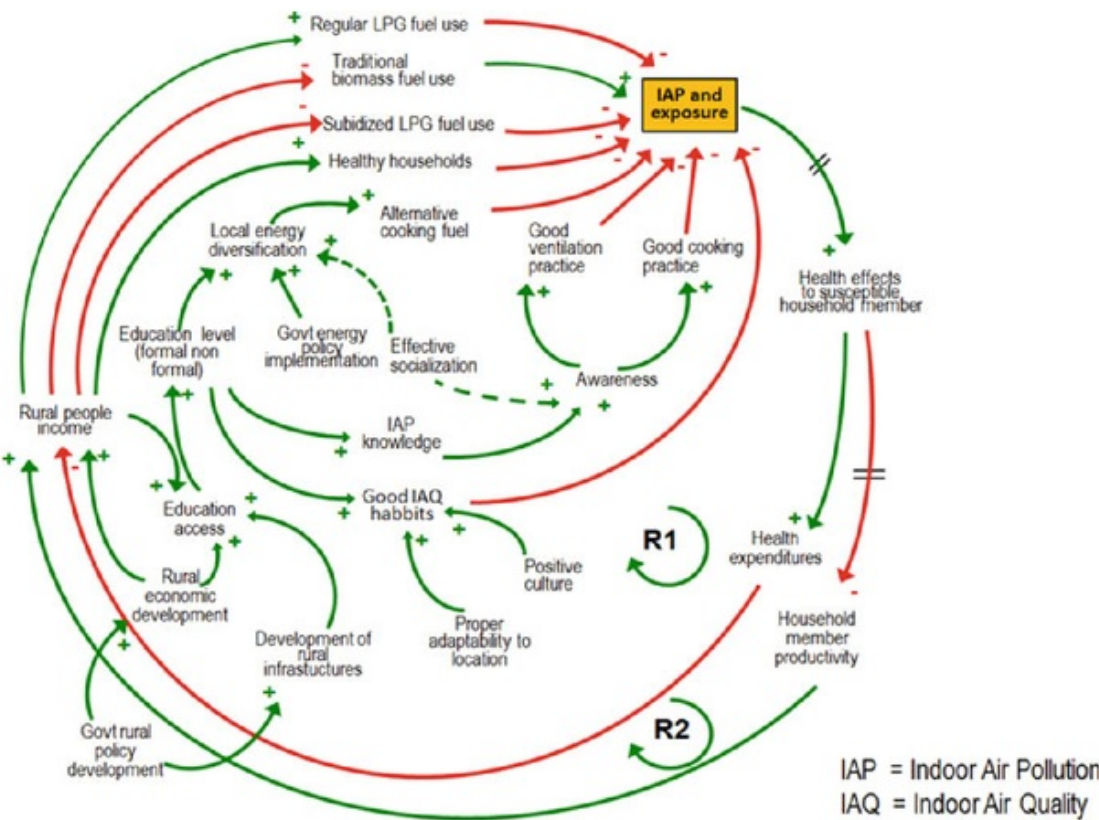 Regular LPG fuel use
Traditional
biomass fuel use
Subidized LPG fuel use
Healthy households
Alternative
cooking fuel
IAP and
exposure
Local energy
diversification
Good
ventilation
practice
Good cooking
practice
Health effects
to susceptible
household member
Education level
(formal non
formal)
Govt energy
policy
implementation
Effective
socialization
Awareness
Rural people
income
IAP
knowledge
Education
access
Good IAQ
habbits
R1
Health
expenditures
Positive
culture
Rural
economic
development
Proper
adaptability to
location
Household
member
productivity
Development of
rural
infrastuctures
Govt rural
policy
development
R2
IAP = Indoor Air Pollution
IAQ = Indoor Air Quality